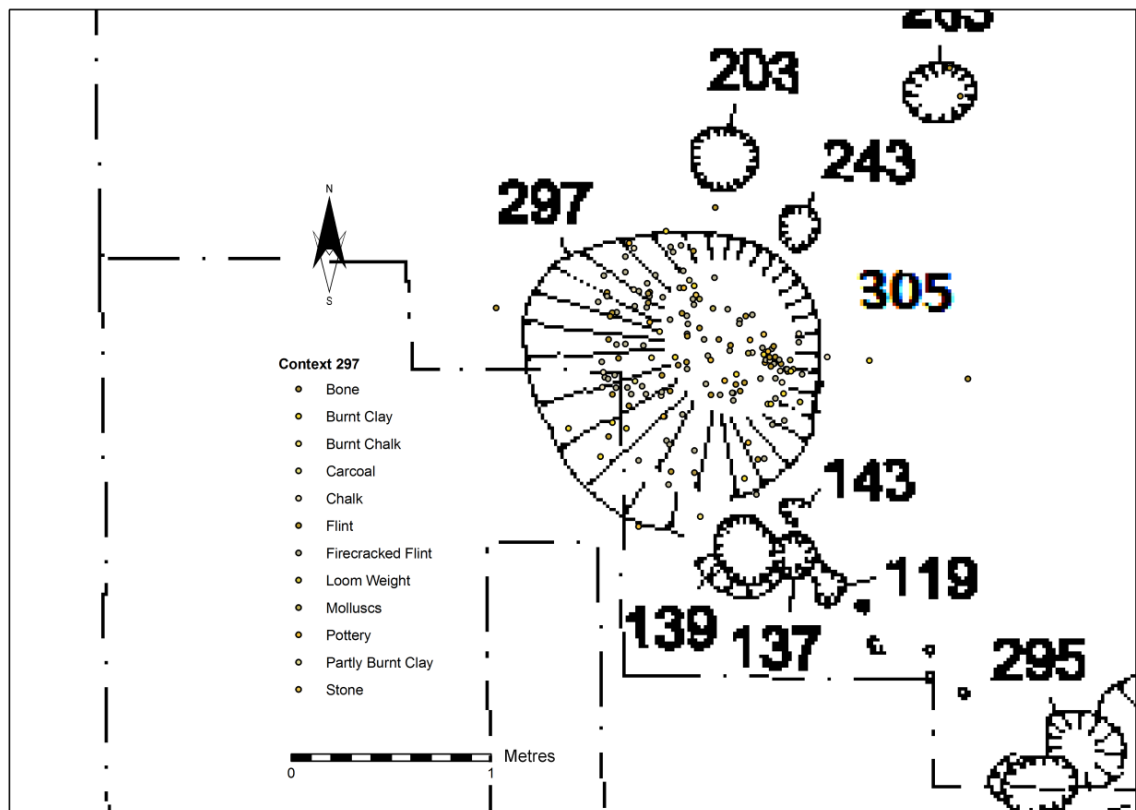 203
243
297
N
S
305
Context 297
Bone
Burnt Clay
Burnt Chalk
Carcoal
Chalk
Flint
Firecracked Flint
Loom Weight
Molluscs
Pottery
Partly Burnt Clay
Stone
143
119
139
137
295
Metres
0
1